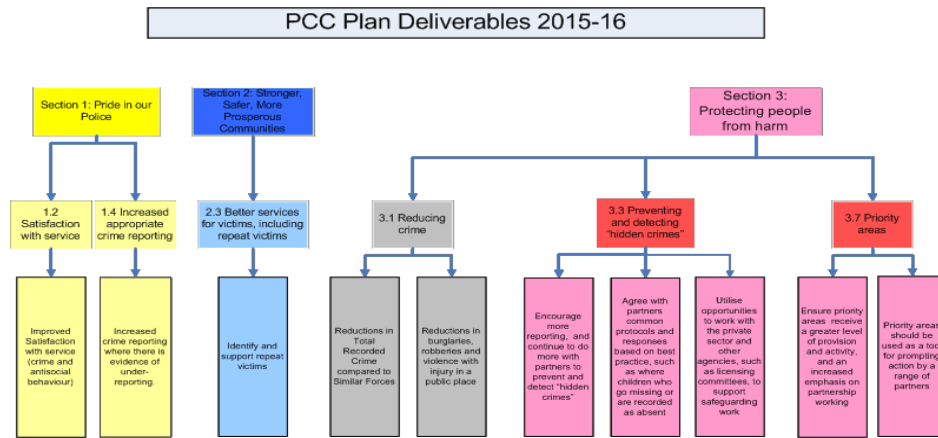 PCC Plan Deliverables 2015-16
Section 1: Pride in our
Police
Section 2: Stronger,
Safer, More
Prosperous
Communities
Section 3:
Protecting people
from harm
1.2
Satisfaction
with service
1.4 Increased
appropriate
crime reporting
2.3 Better services
for victims, including
repeat victims
3.1 Reducing
crime
3.3 Preventing
and detecting
"hidden crimes"
3.7 Priority
areas
Improved
Satisfaction
with service
(crime and
antisocial
behaviour)
Increased
crime reporting
where there is
evidence of
under-
reporting.
Identify and
support repeat
victims
Reductions in
Total
Recorded
Crime
compared to
Similar Forces
Reductions in
burglaries,
robberies and
violence with
injury in a
public place
Encourage
more
reporting, and
continue to do
more with
partners to
prevent and
detect "hidden
crimes"
Agree with
partners
common
protocols and
responses
based on best
practice, such
as where
children who
go missing or
are recorded
as absent
Utilise
opportunities
to work with
the private
sector and
other
agencies, such
as licensing
committees, to
support
safeguarding
work
Ensure priority
areas receive a
greater level
of provision
and activity,
and an
increased
emphasis on
partnership
working
Priority areas
should be
used as a tool
for prompting
action by a
range of
partners